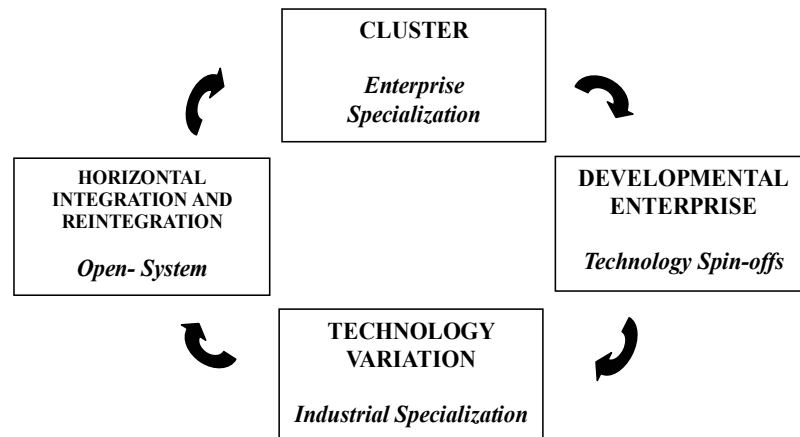 CLUSTER
Enterprise
Specialization
HORIZONTAL
INTEGRATION AND
REINTEGRATION
Open- System
DEVELOPMENTAL
ENTERPRISE
Technology Spin-offs
TECHNOLOGY
VARIATION
Industrial Specialization